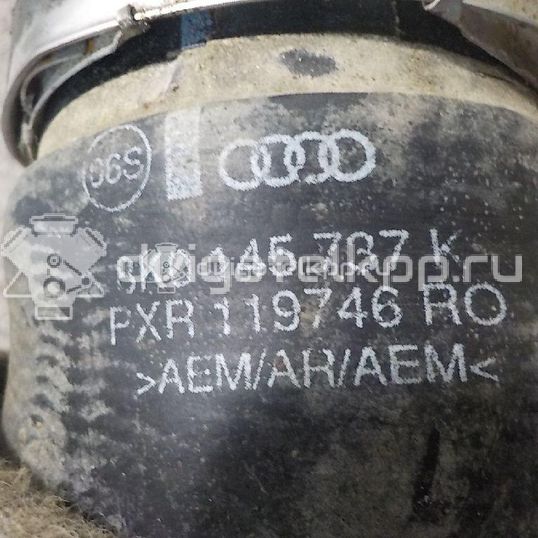 06S
8K0 145 737 K
PXR 119746 RO
>AEM/AR/AEM<